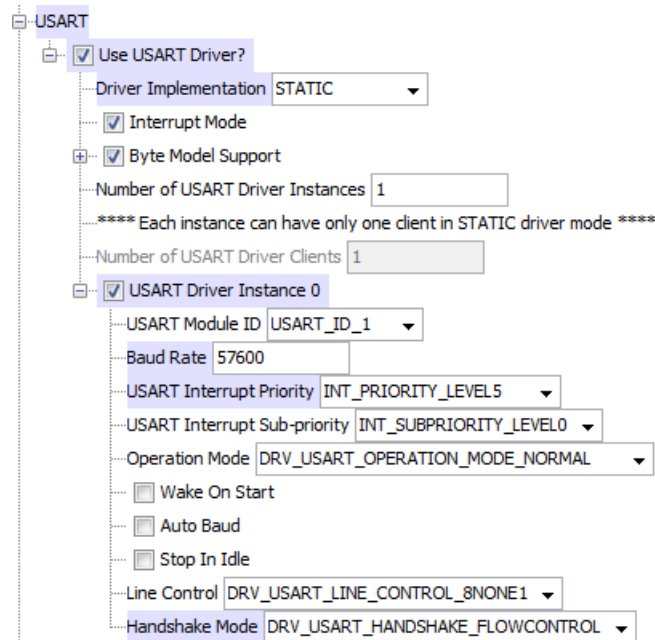 USART
Use USART Driver?
Driver Implementation STATIC
Interrupt Mode
Byte Model Support
Number of USART Driver Instances 1
**** Each instance can have only one client in STATIC driver mode ****
Number of USART Driver Clients 1
USART Driver Instance 0
USART Module ID USART_ID_1
Baud Rate 57600
USART Interrupt Priority INT_PRIORITY_LEVEL5
USART Interrupt Sub-priority INT_SUBPRIORITY_LEVEL0
Operation Mode DRV_USART_OPERATION_MODE_NORMAL
Wake On Start
Auto Baud
Stop In Idle
Line Control DRV_USART_LINE_CONTROL_8NONE1
Handshake Mode DRV_USART_HANDSHAKE_FLOWCONTROL